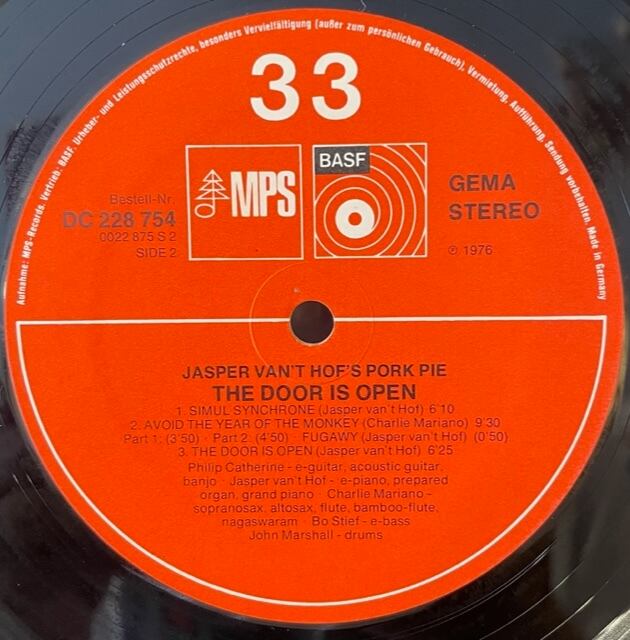 Aufnahme: MPS-Records. Vertrieb: BASF. Urheber- und Leistungsschutzrechte, besonders Vervielfältigung (außer zum persönlichen Gebrauch), Vermietung, Aufführung, Sendung vorbehalten. Made in Germany
33
MPS
BASF
Bestell-Nr.
DC 228 754
0022 875 S 2
SIDE 2
GEMA
STEREO
℗ 1976
JASPER VAN'T HOF'S PORK PIE
THE DOOR IS OPEN
1. SIMUL SYNCHRONE (Jasper van't Hof) 6'10
2. AVOID THE YEAR OF THE MONKEY (Charlie Mariano) 9'30
Part 1: (3'50) · Part 2: (4'50) · FUGAWY (Jasper van't Hof) (0'50)
3. THE DOOR IS OPEN (Jasper van't Hof) 6'25
Philip Catherine - e-guitar, acoustic guitar,
banjo · Jasper van't Hof - e-piano, prepared
organ, grand piano · Charlie Mariano -
sopranosax, altosax, flute, bamboo-flute,
nagaswaram · Bo Stief - e-bass
John Marshall - drums